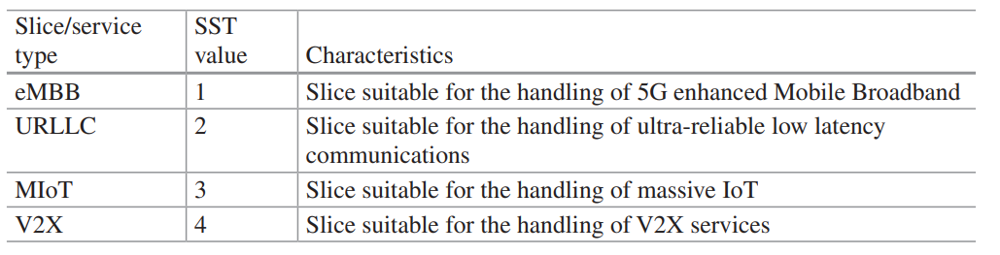 Slice/service type SST value Characteristics
eMBB 1 Slice suitable for the handling of 5G enhanced Mobile Broadband
URLLC 2 Slice suitable for the handling of ultra-reliable low latency
communications
MIoT 3 Slice suitable for the handling of massive IoT
V2X 4 Slice suitable for the handling of V2X services